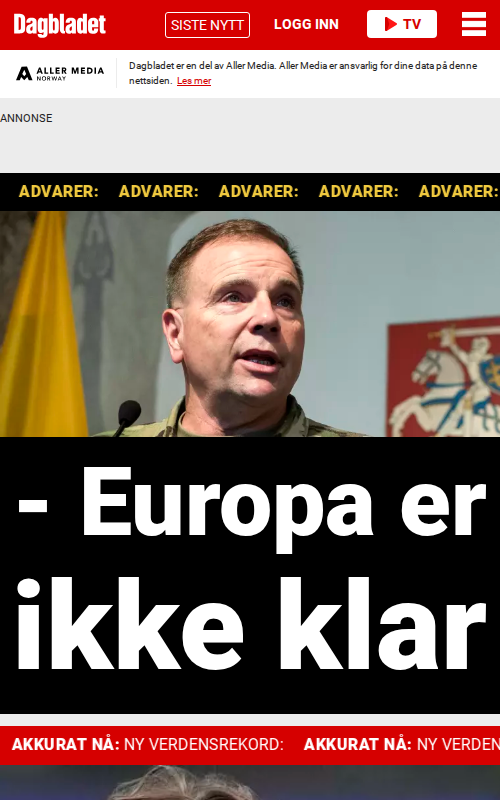 Dagbladet
SISTE NYTT
LOGG INN
TV
ALLER MEDIA
NORWAY
Dagbladet er en del av Aller Media. Aller Media er ansvarlig for dine data på denne
nettsiden. Les mer
ANNONSE
ADVARER: ADVARER: ADVARER: ADVARER: ADVARER:
- Europa er
ikke klar
AKKURAT NÅ: NY VERDENSREKORD: AKKURAT NÅ: NY VERDEN